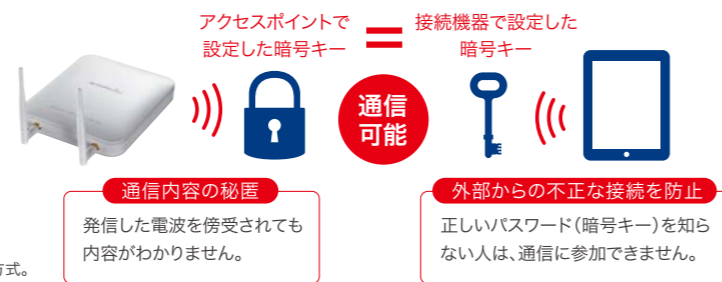 アクセスポイントで
設定した暗号キー
=
接続機器で設定した
暗号キー
通信
可能
通信内容の秘匿
発信した電波を傍受されても
内容がわかりません。
外部からの不正な接続を防止
正しいパスワード(暗号キー)を知ら
ない人は、通信に参加できません。
式。